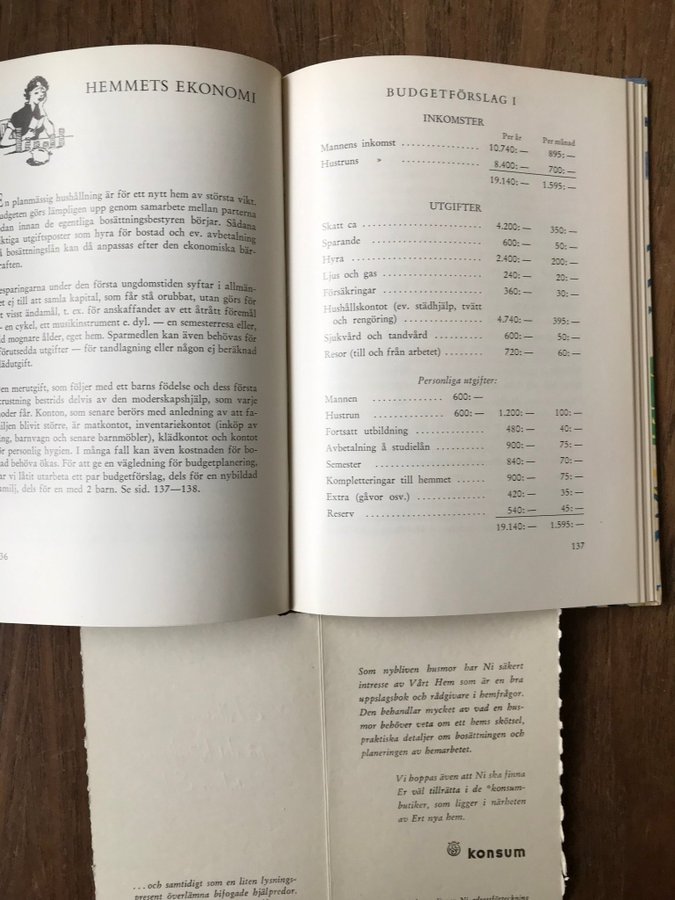 HEMMETS EKONOMI
En planmässig hushållning är för ett nytt hem av största vikt.
udgeten görs lämpligen upp genom samarbete mellan parterna
dan innan de egentliga bosättningsbestyren börjar. Sådana
ktiga utgiftsposter som hyra för bostad och ev. avbetalning
å bosättningslån kan då anpassas efter den ekonomiska bär-
raften.
esparingarna under den första ungdomstiden syftar i allmän-
et ej till att samla kapital, som får stå orubbat, utan görs för
t visst ändamål, t. ex. för anskaffandet av ett åtrått föremål
– en cykel, ett musikinstrument e. dyl. — en semesterresa eller,
d mognare ålder, eget hem. Sparmedlen kan även behövas för
förutsedda utgifter — för tandlagning eller någon ej beräknad
lädutgift.
en merutgift, som följer med ett barns födelse och dess första
trustning bestrids delvis av den moderskapshjälp, som varje
oder får. Konton, som senare berörs med anledning av att fa-
iljen blivit större, är matkontot, inventariekontot (inköp av
ng, barnvagn och senare barnmöbler), klädkontot och kontot
r personlig hygien. I många fall kan även kostnaden för bo-
ad behöva ökas. För att ge en vägledning för budgetplanering,
ar vi låtit utarbeta ett par budgetförslag, dels för en nybildad
amilj, dels för en med 2 barn. Se sid. 137—138.
36
BUDGETFÖRSLAG I
INKOMSTER
Per år Per månad
Mannens inkomst .................. 10.740: — 895: —
Hustruns » .................. 8.400: — 700: —
19.140: — 1.595: —
UTGIFTER
Skatt ca .................. 4.200: — 350: —
Sparande .................. 600: — 50: —
Hyra .................. 2.400: — 200: —
Ljus och gas .................. 240: — 20: —
Försäkringar .................. 360: — 30: —
Hushållskontot (ev. städhjälp, tvätt
och rengöring) .................. 4.740: — 395: —
Sjukvård och tandvård ........... 600: — 50: —
Resor (till och från arbetet) ........ 720: — 60: —
Personliga utgifter:
Mannen .................. 600: —
Hustrun .................. 600: — 1.200: — 100: —
Fortsatt utbildning .................. 480: — 40: —
Avbetalning å studielån .......... 900: — 75: —
Semester .................. 840: — 70: —
Kompletteringar till hemmet ...... 900: — 75: —
Extra (gåvor osv.) .................. 420: — 35: —
Reserv .................. 540: — 45: —
19.140: — 1.595: —
137
Som nybliven husmor har Ni säkert
intresse av Vårt Hem som är en bra
uppslagsbok och rådgivare i hemfrågor.
Den behandlar mycket av vad en hus-
mor behöver veta om ett hems skötsel,
praktiska detaljer om bosättningen och
planeringen av hemarbetet.
Vi hoppas även att Ni ska finna
Er väl tillrätta i de *konsum-
butiker, som ligger i närheten
av Ert nya hem.
konsum
. . . och samtidigt som en liten lysnings-
present överlämna bifogade hjälpredor.